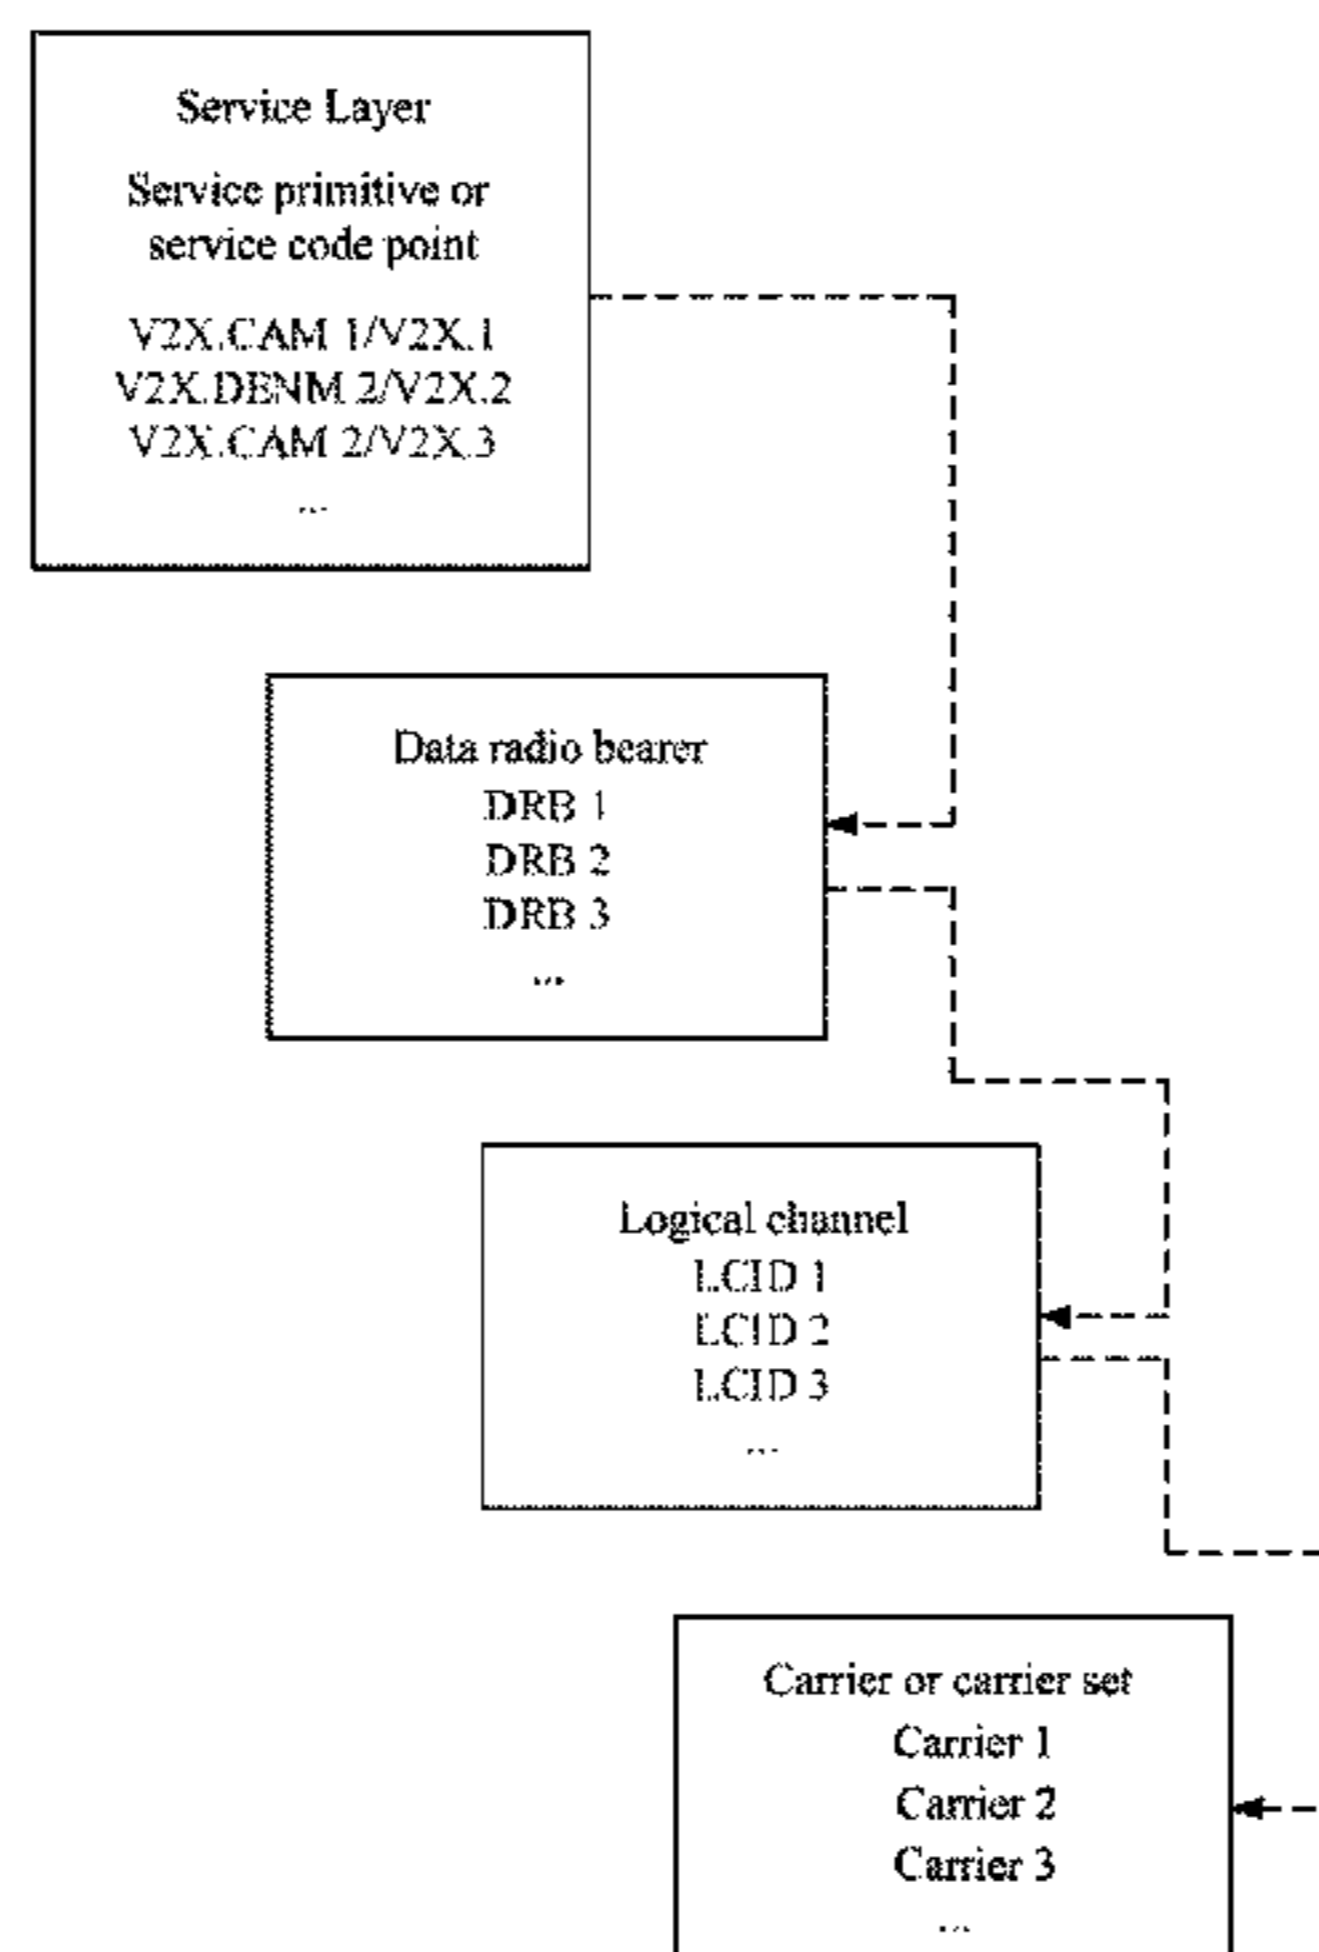 Service Layer
Service primitive or
service code point
V2X.CAM 1/V2X.1
V2X.DENM 2/V2X.2
V2X.CAM 2/V2X.3
...
Data radio bearer
DRB 1
DRB 2
DRB 3
...
Logical channel
LCID 1
LCID 2
LCID 3
...
Carrier or carrier set
Carrier 1
Carrier 2
Carrier 3
...